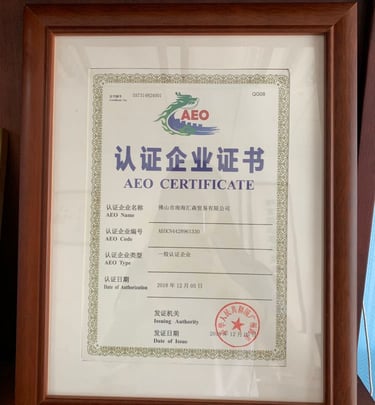 597314824001 QG08
AEO
认证企业证书
AEO CERTIFICATE
认证企业名称 佛山市南海汇鑫贸易有限公司
AEO Name
认证企业编号 AEOCN4428961330
AEO Code
认证企业类型 一般认证企业
AEO Type
认证日期 2018 年 12 月 05 日
Date of Authorization
发证机关
Issuing Authority
发证日期
Date of Issue